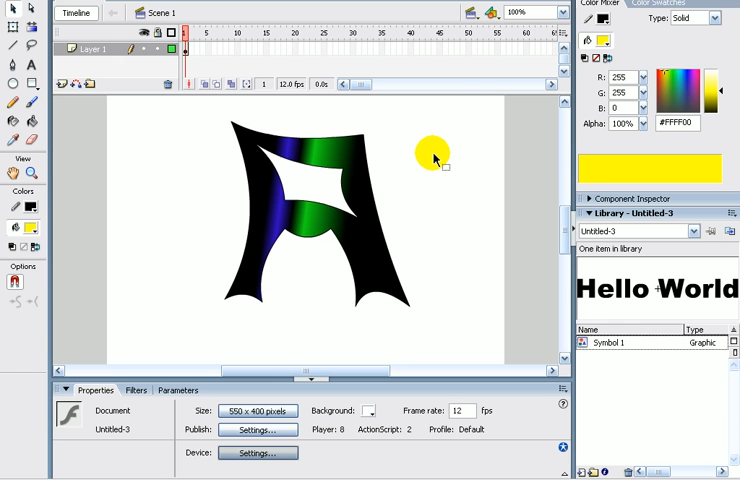 Timeline
Scene 1
100%
Color Mixer
Color Swatches
Type:
Solid
1
5
10
15
20
25
30
35
40
45
50
55
60
65
Layer 1
1
12.0 fps
0.0s
R:
255
G:
255
B:
0
Alpha:
100%
#FFFF00
View
Colors
Options
A
Component Inspector
Library - Untitled-3
Untitled-3
One item in library
Hello World
Name
Type
Symbol 1
Graphic
Properties
Filters
Parameters
Document
Untitled-3
Size:
550 x 400 pixels
Background:
Frame rate:
12
fps
Publish:
Settings...
Player: 8
ActionScript: 2
Profile: Default
Device:
Settings...